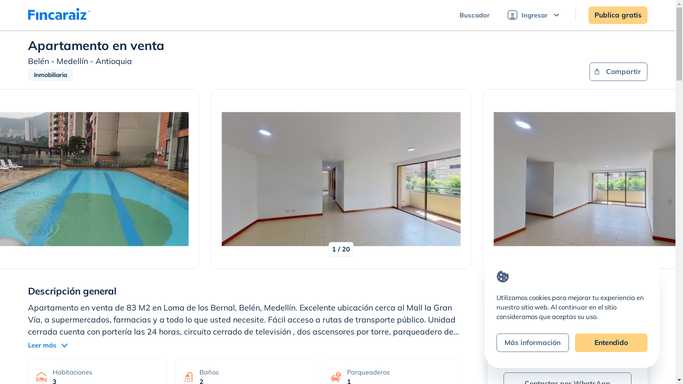 Fincaraiz
Buscador
Ingresar
Publica gratis
Apartamento en venta
Belén - Medellín - Antioquia
Inmobiliaria
Compartir
1 / 20
Descripción general
Apartamento en venta de 83 M2 en Loma de los Bernal, Belén, Medellín. Excelente ubicación cerca al Mall la Gran
Vía, a supermercados, farmacias y a todo lo que usted necesite. Fácil acceso a rutas de transporte público. Unidad
cerrada cuenta con portería las 24 horas, circuito cerrado de televisión , dos ascensores por torre, parqueadero de...
Leer más
Habitaciones
3
Baños
2
Parqueaderos
1
Utilizamos cookies para mejorar tu experiencia en
nuestro sitio web. Al continuar en el sitio
consideramos que aceptas su uso.
Más información
Entendido
Contactar por WhatsApp